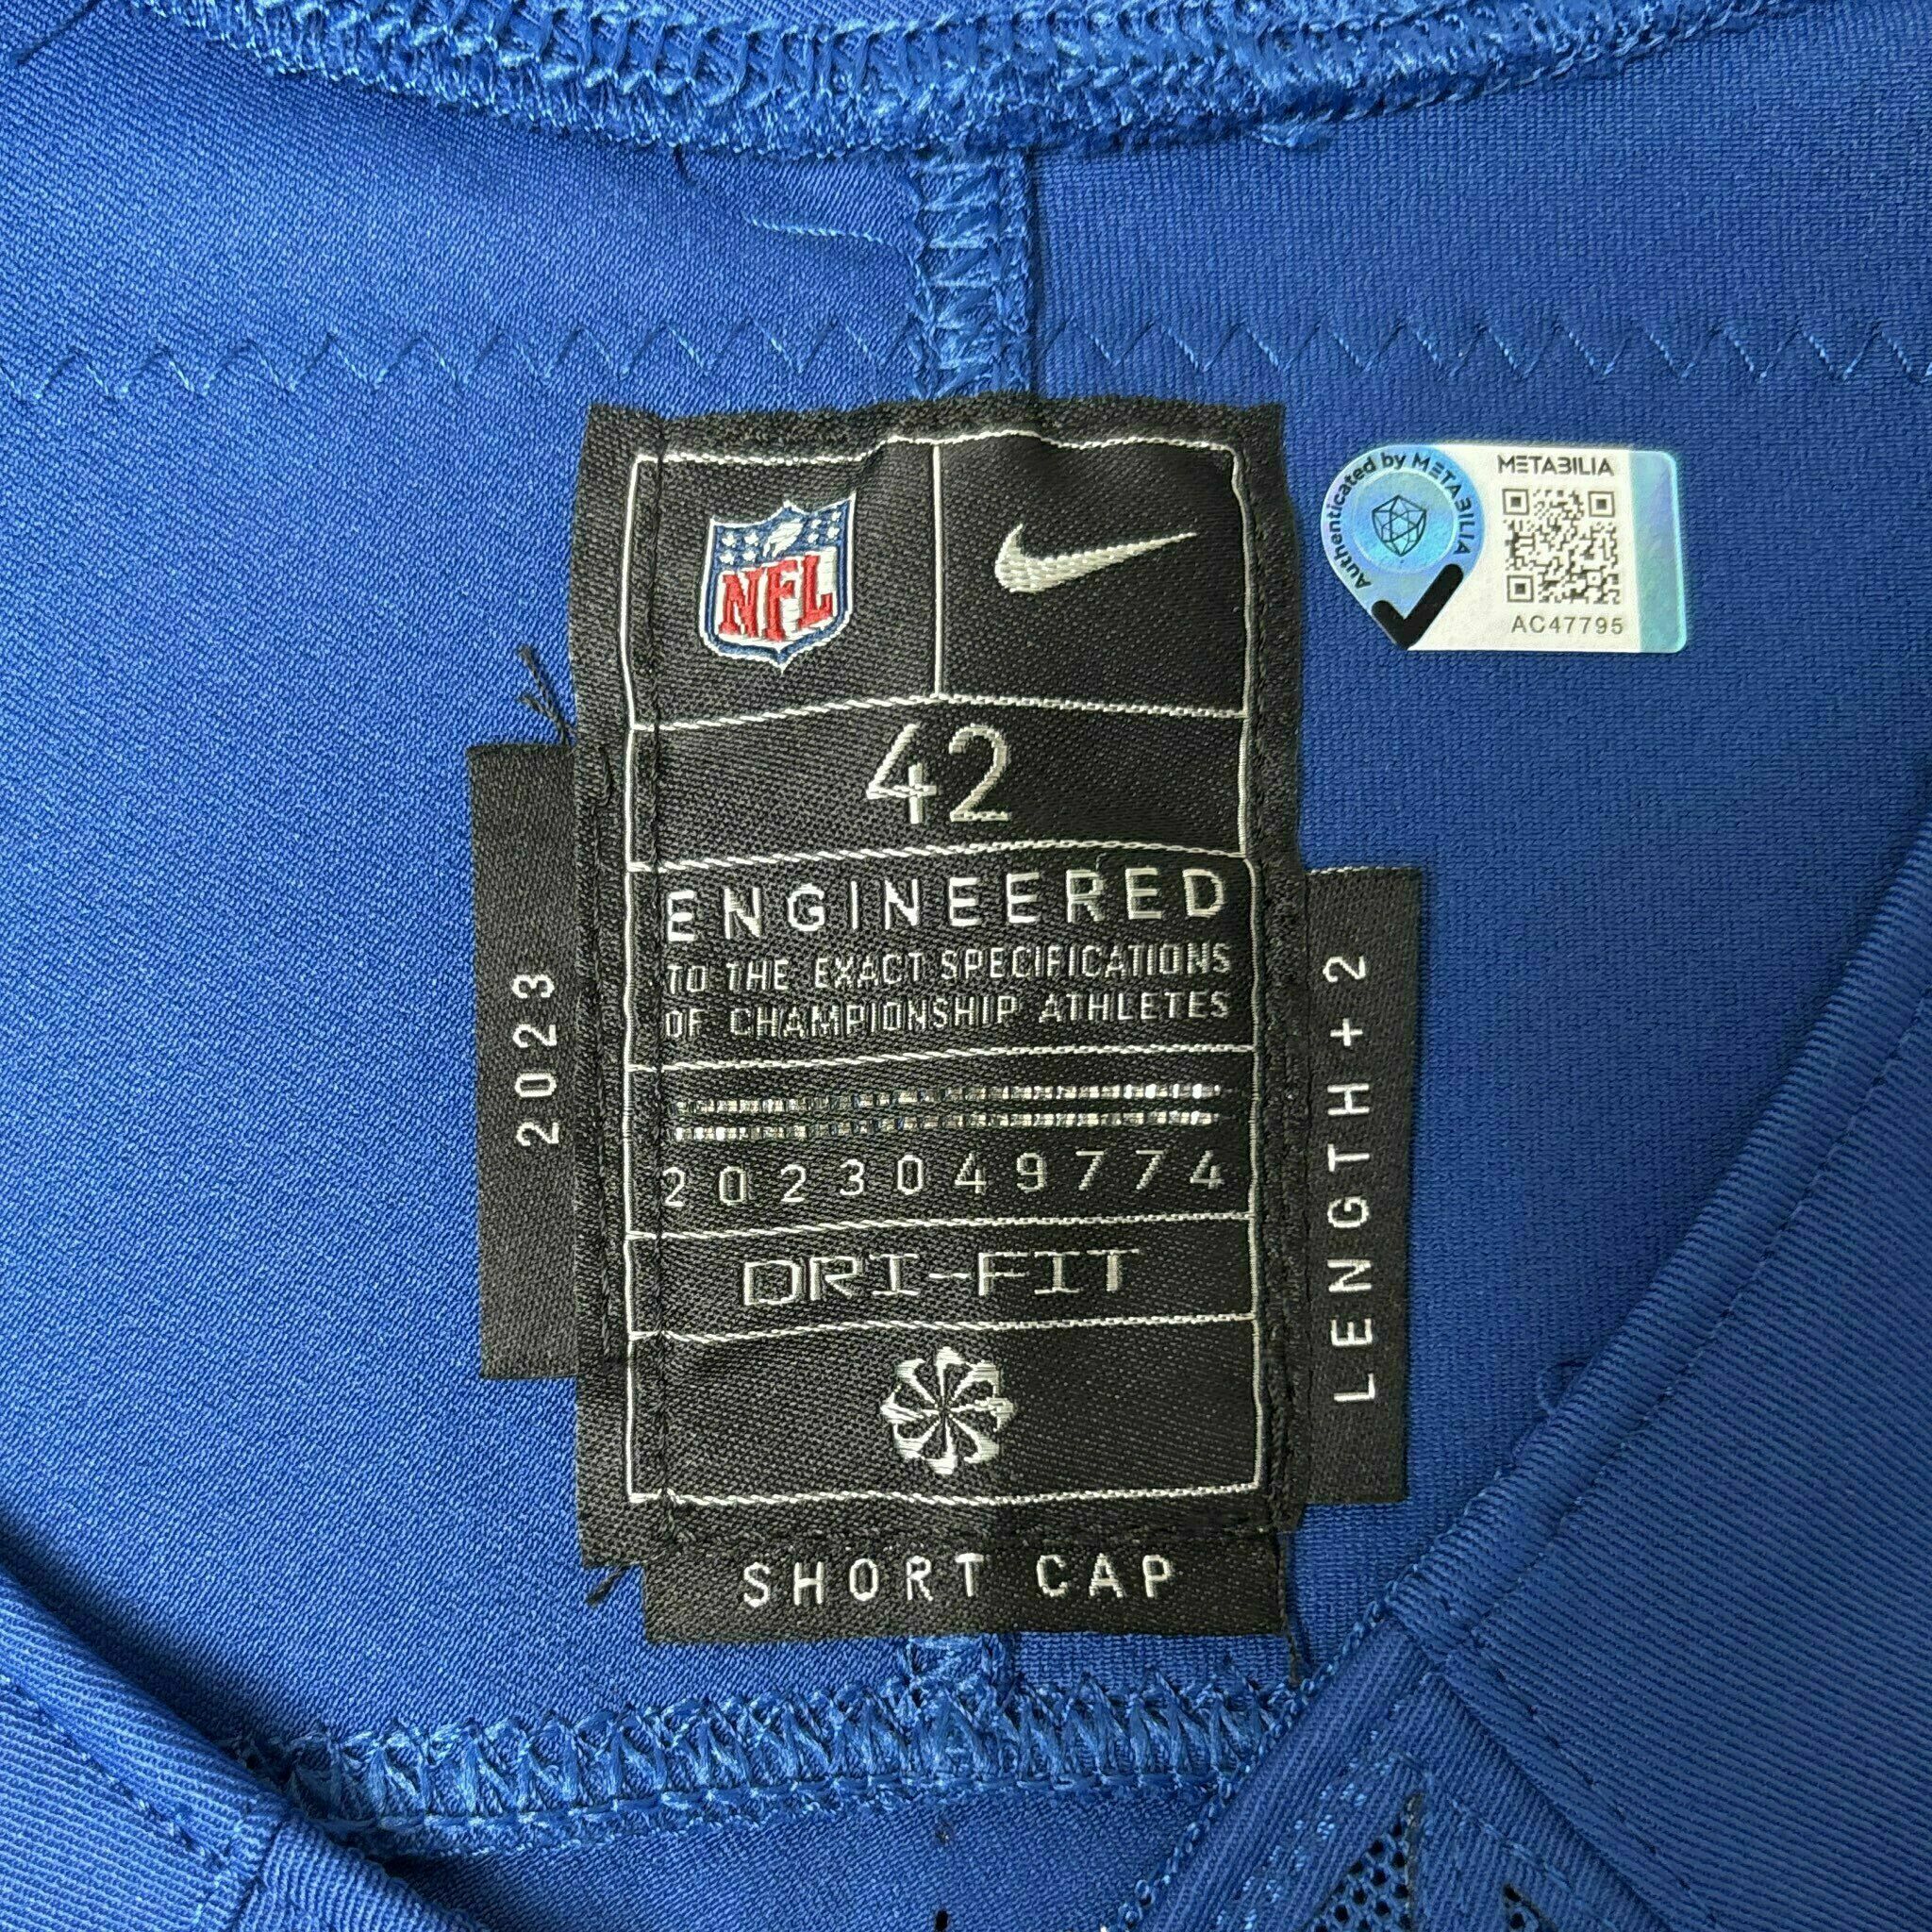 NFL
42
ENGINEERED
TO THE EXACT SPECIFICATIONS
OF CHAMPIONSHIP ATHLETES
2023049774
DRI-FIT
SHORT CAP
2023
LENGTH+2
Authenticated by METABILIA
METABILIA
AC47795